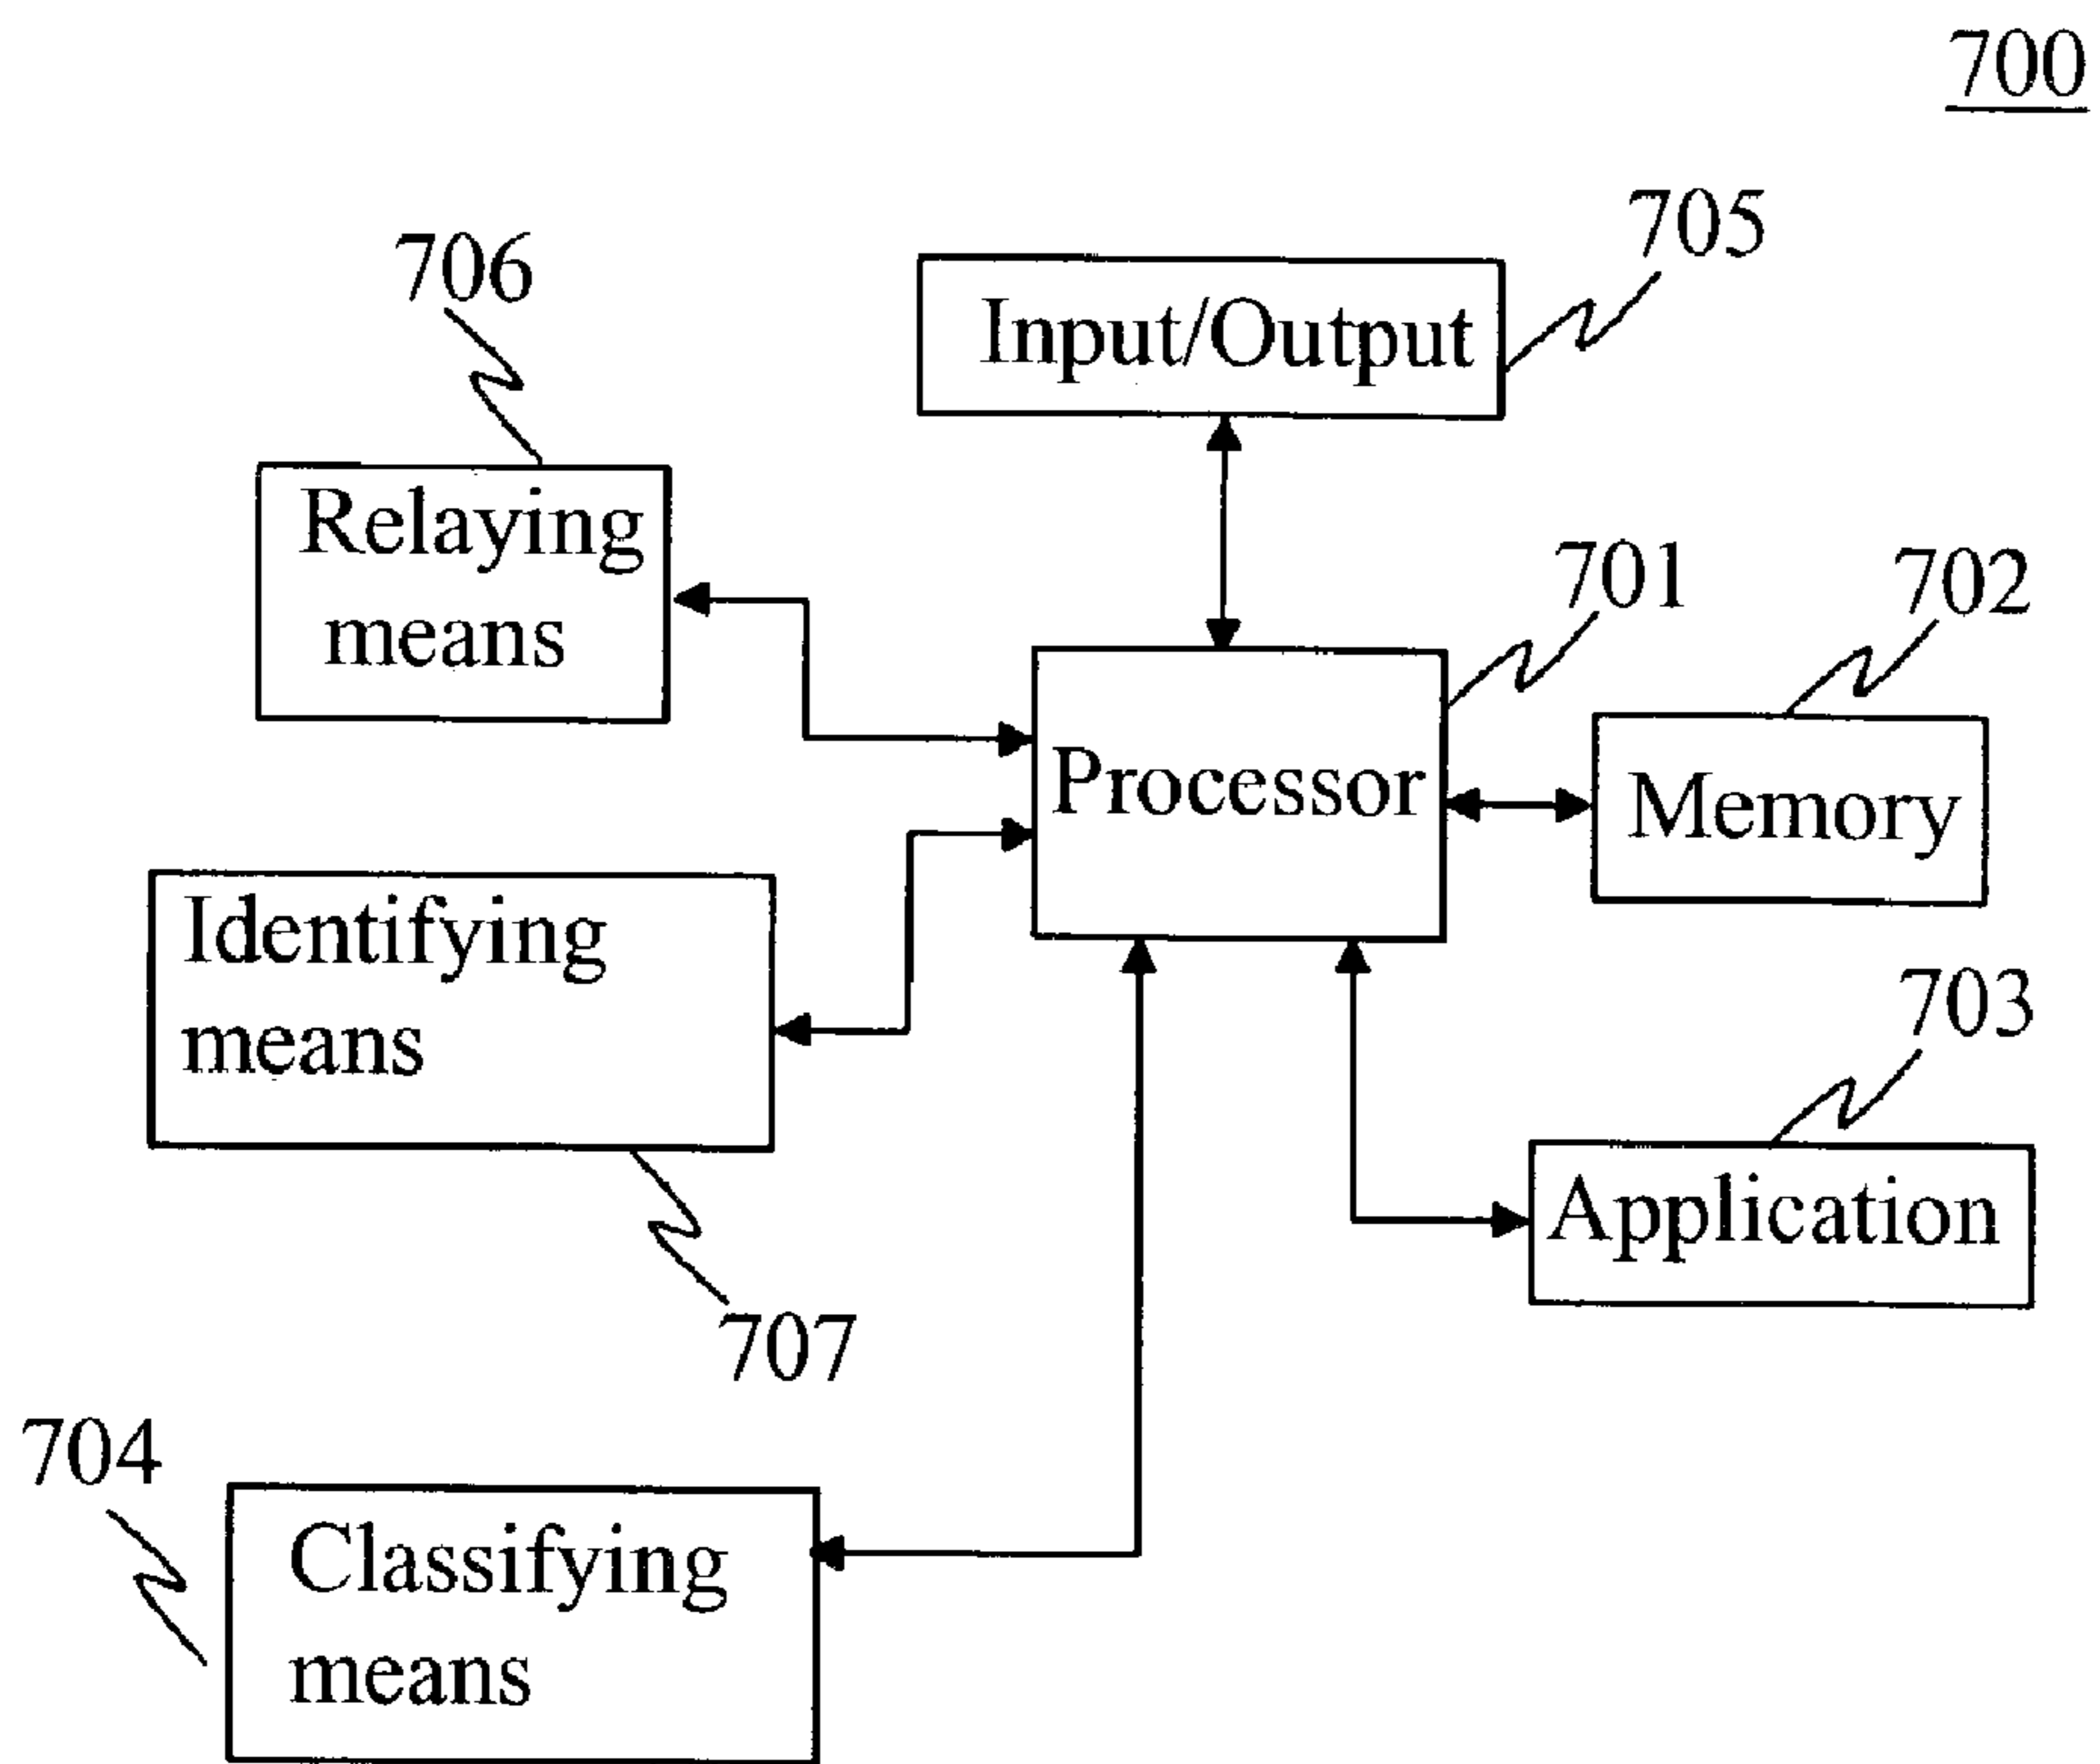 700
705
706
Input/Output
Relaying
means
701
702
Processor
Memory
Identifying
means
703
Application
707
704
Classifying
means